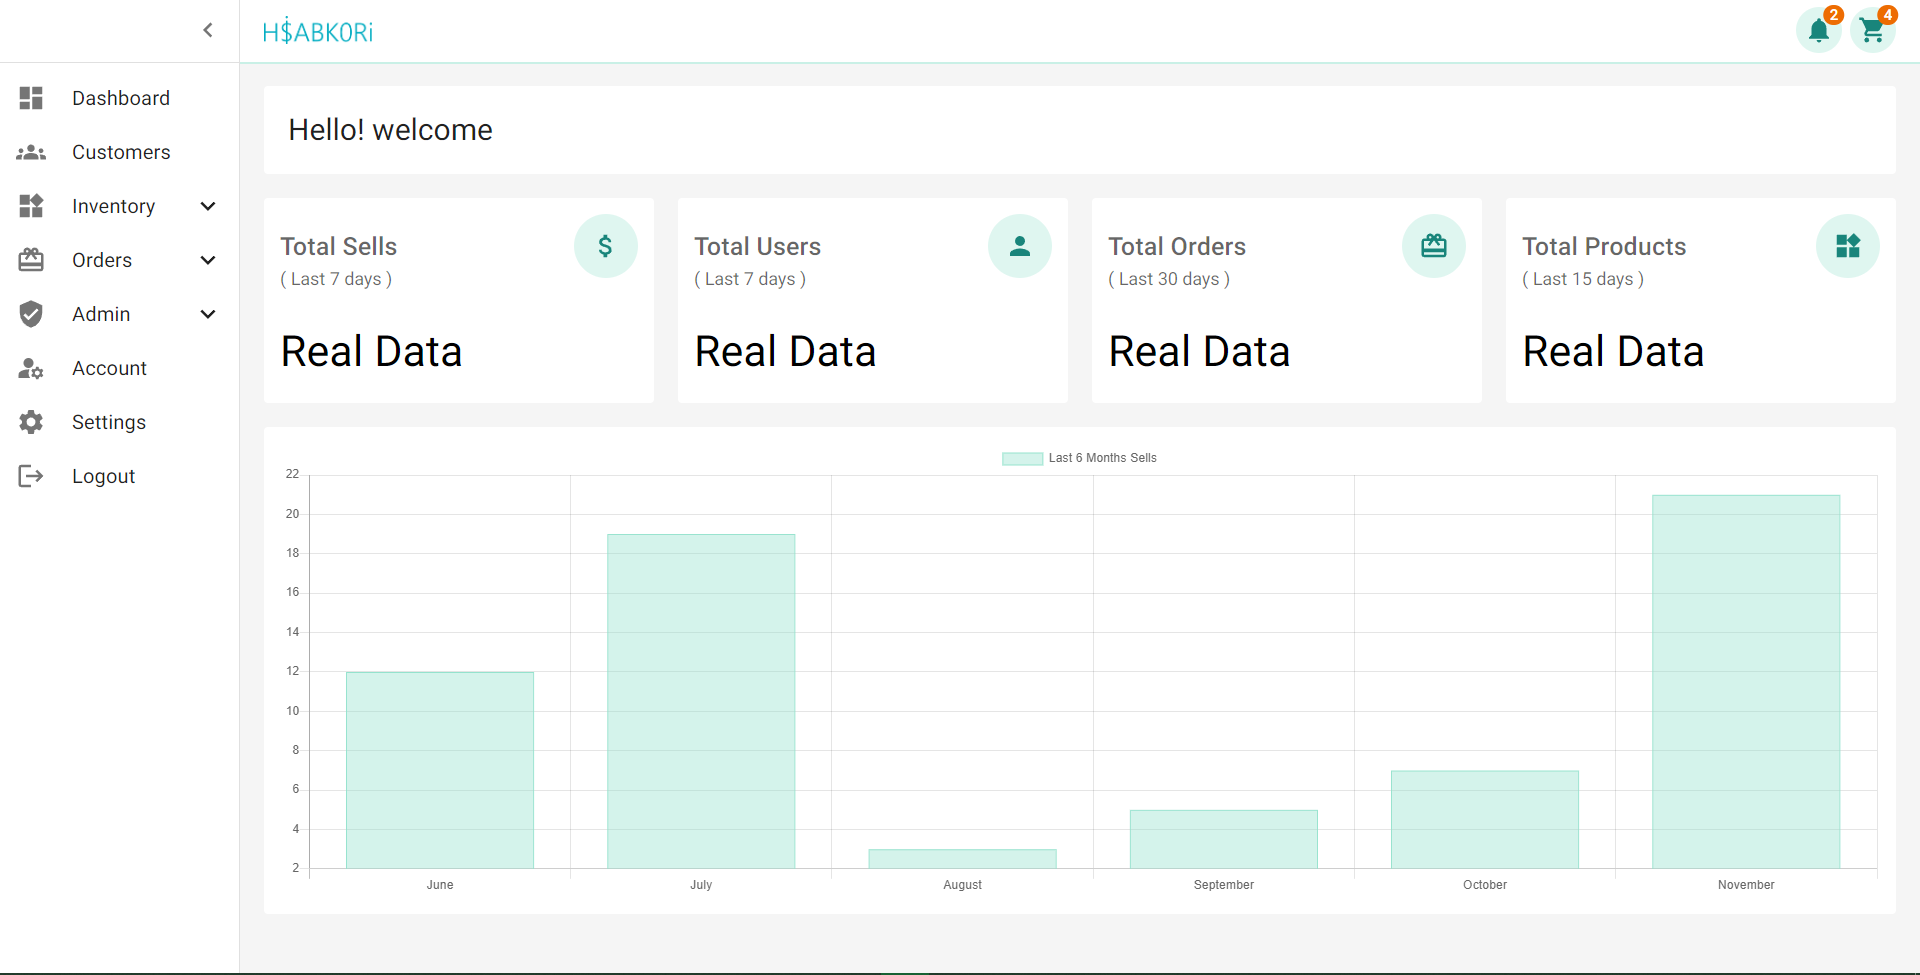 H$ABK0Ri
2
4
Dashboard
Customers
Inventory
Orders
Admin
Account
Settings
Logout
Hello! welcome
Total Sells
( Last 7 days )
Real Data
Total Users
( Last 7 days )
Real Data
Total Orders
( Last 30 days )
Real Data
Total Products
( Last 15 days )
Real Data
Last 6 Months Sells
22
20
18
16
14
12
10
8
6
4
2
June July August September October November